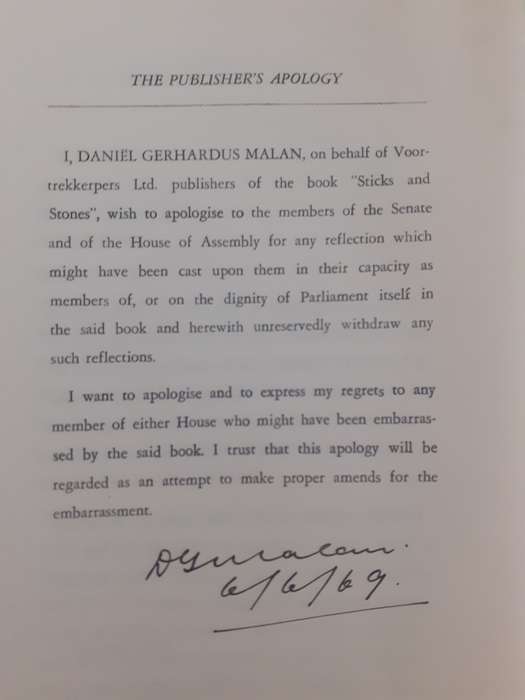 THE PUBLISHER'S APOLOGY
I, DANIËL GERHARDUS MALAN, on behalf of Voor-
trekkerpers Ltd. publishers of the book "Sticks and
Stones", wish to apologise to the members of the Senate
and of the House of Assembly for any reflection which
might have been cast upon them in their capacity as
members of, or on the dignity of Parliament itself in
the said book and herewith unreservedly withdraw any
such reflections.
I want to apologise and to express my regrets to any
member of either House who might have been embarras-
sed by the said book. I trust that this apology will be
regarded as an attempt to make proper amends for the
embarrassment.
DGMalan.
6/6/69.